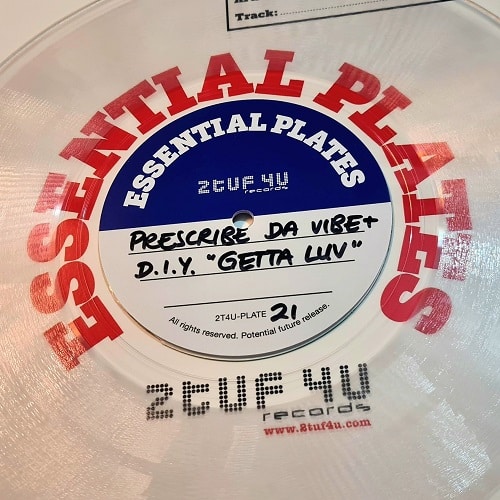 Track:
ESSENTIAL PLATES
ESSENTIAL PLATES
2TUF 4U
records
PRESCRIBE DA VIBE +
D.I.Y. "GETTA LUV"
2T4U-PLATE 21
All rights reserved. Potential future release.
2TUF 4U
records
www.2tuf4u.com